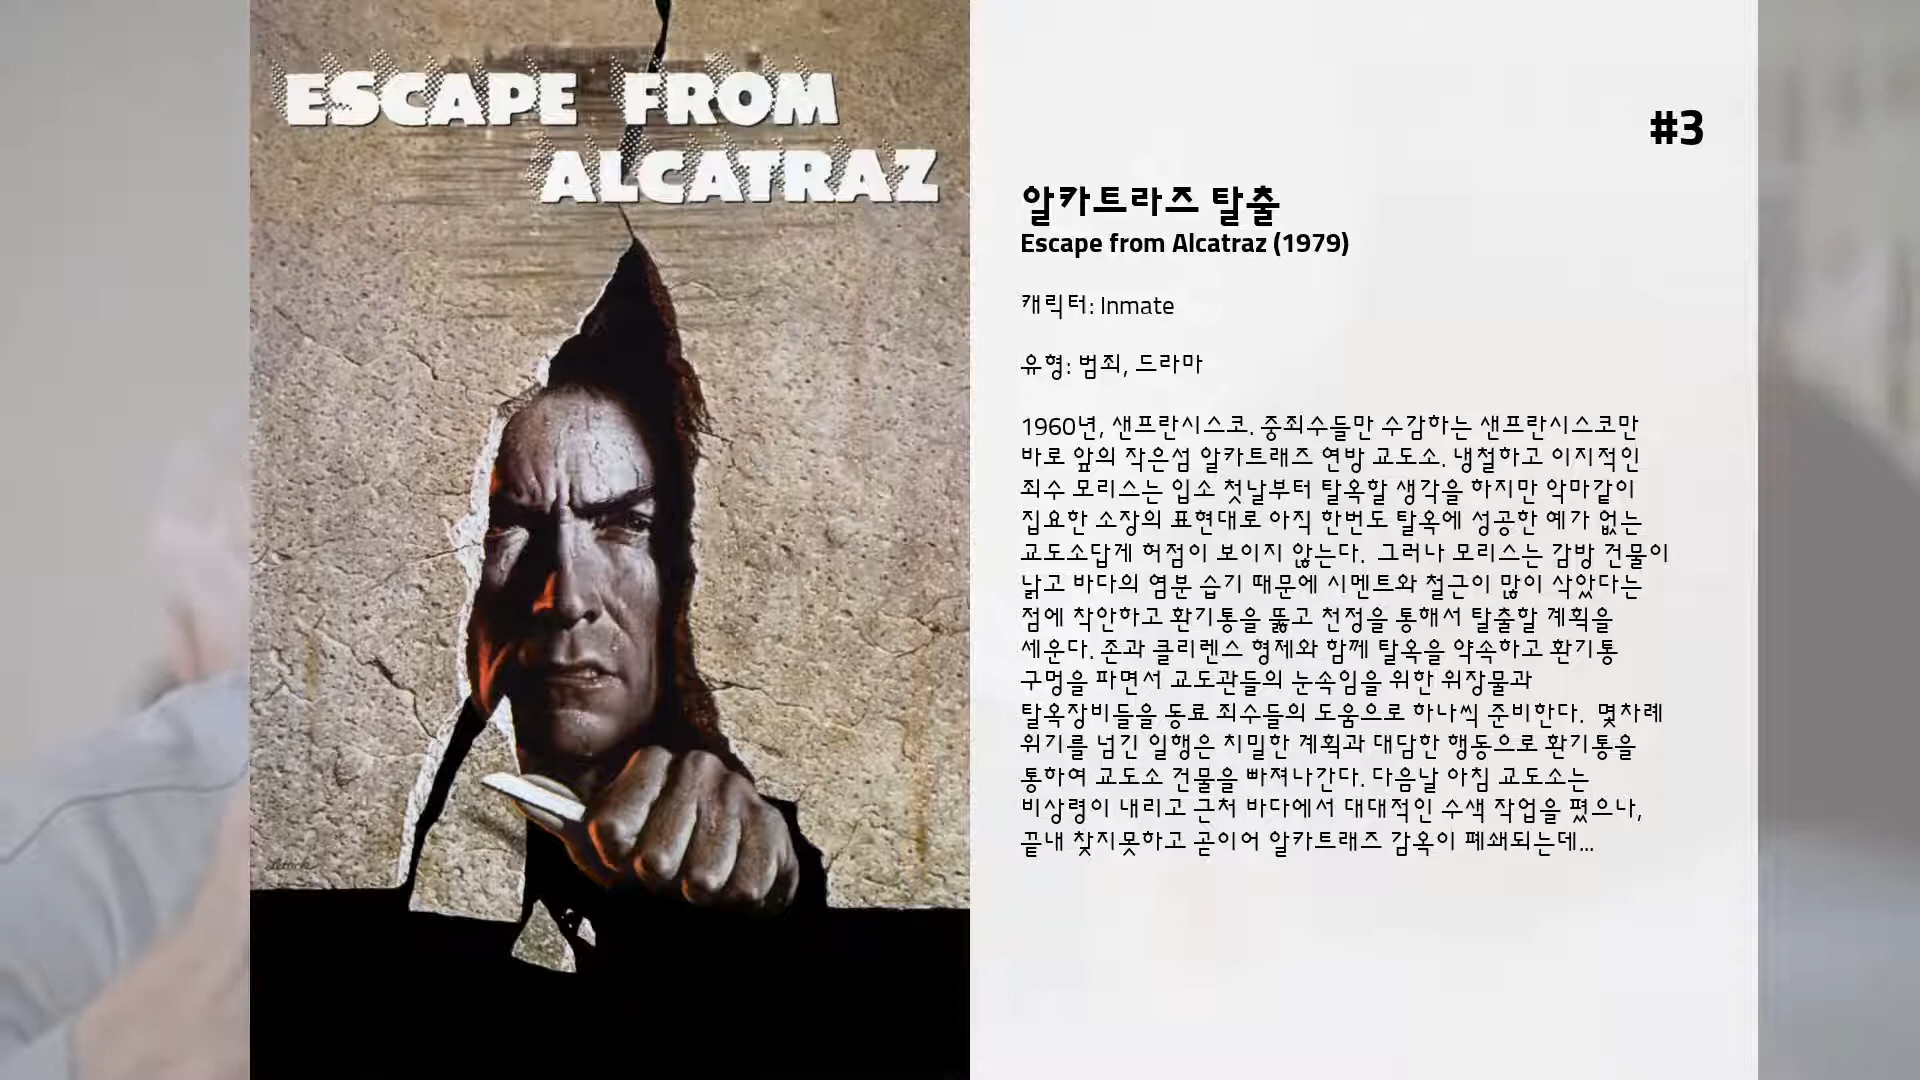 ESCAPE FROM
ALCATRAZ
#3
알카트라즈 탈출
Escape from Alcatraz (1979)
캐릭터: Inmate
유형: 범죄, 드라마
1960년, 샌프란시스코. 중죄수들만 수감하는 샌프란시스코만
바로 앞의 작은섬 알카트래즈 연방 교도소. 냉철하고 이지적인
죄수 모리스는 입소 첫날부터 탈옥할 생각을 하지만 악마같이
집요한 소장의 표현대로 아직 한번도 탈옥에 성공한 예가 없는
교도소답게 허점이 보이지 않는다. 그러나 모리스는 감방 건물이
낡고 바다의 염분 습기 때문에 시멘트와 철근이 많이 삭았다는
점에 착안하고 환기통을 뚫고 천정을 통해서 탈출할 계획을
세운다. 존과 클리렌스 형제와 함께 탈옥을 약속하고 환기통
구멍을 파면서 교도관들의 눈속임을 위한 위장물과
탈옥장비들을 동료 죄수들의 도움으로 하나씩 준비한다. 몇차례
위기를 넘긴 일행은 치밀한 계획과 대담한 행동으로 환기통을
통하여 교도소 건물을 빠져나간다. 다음날 아침 교도소는
비상령이 내리고 근처 바다에서 대대적인 수색 작업을 폈으나,
끝내 찾지못하고 곧이어 알카트래즈 감옥이 폐쇄되는데...